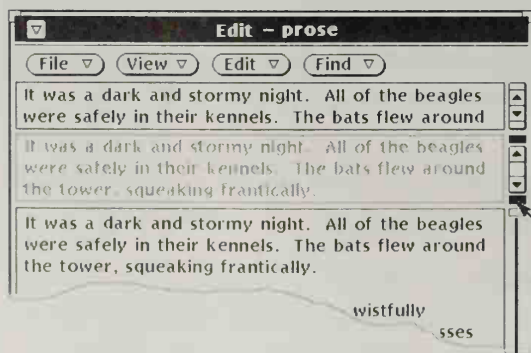 Edit – prose
File View Edit Find
It was a dark and stormy night. All of the beagles
were safely in their kennels. The bats flew around
It was a dark and stormy night. All of the beagles
were safely in their kennels. The bats flew around
the tower, squeaking frantically.
It was a dark and stormy night. All of the beagles
were safely in their kennels. The bats flew around
the tower, squeaking frantically.
wistfully
sses